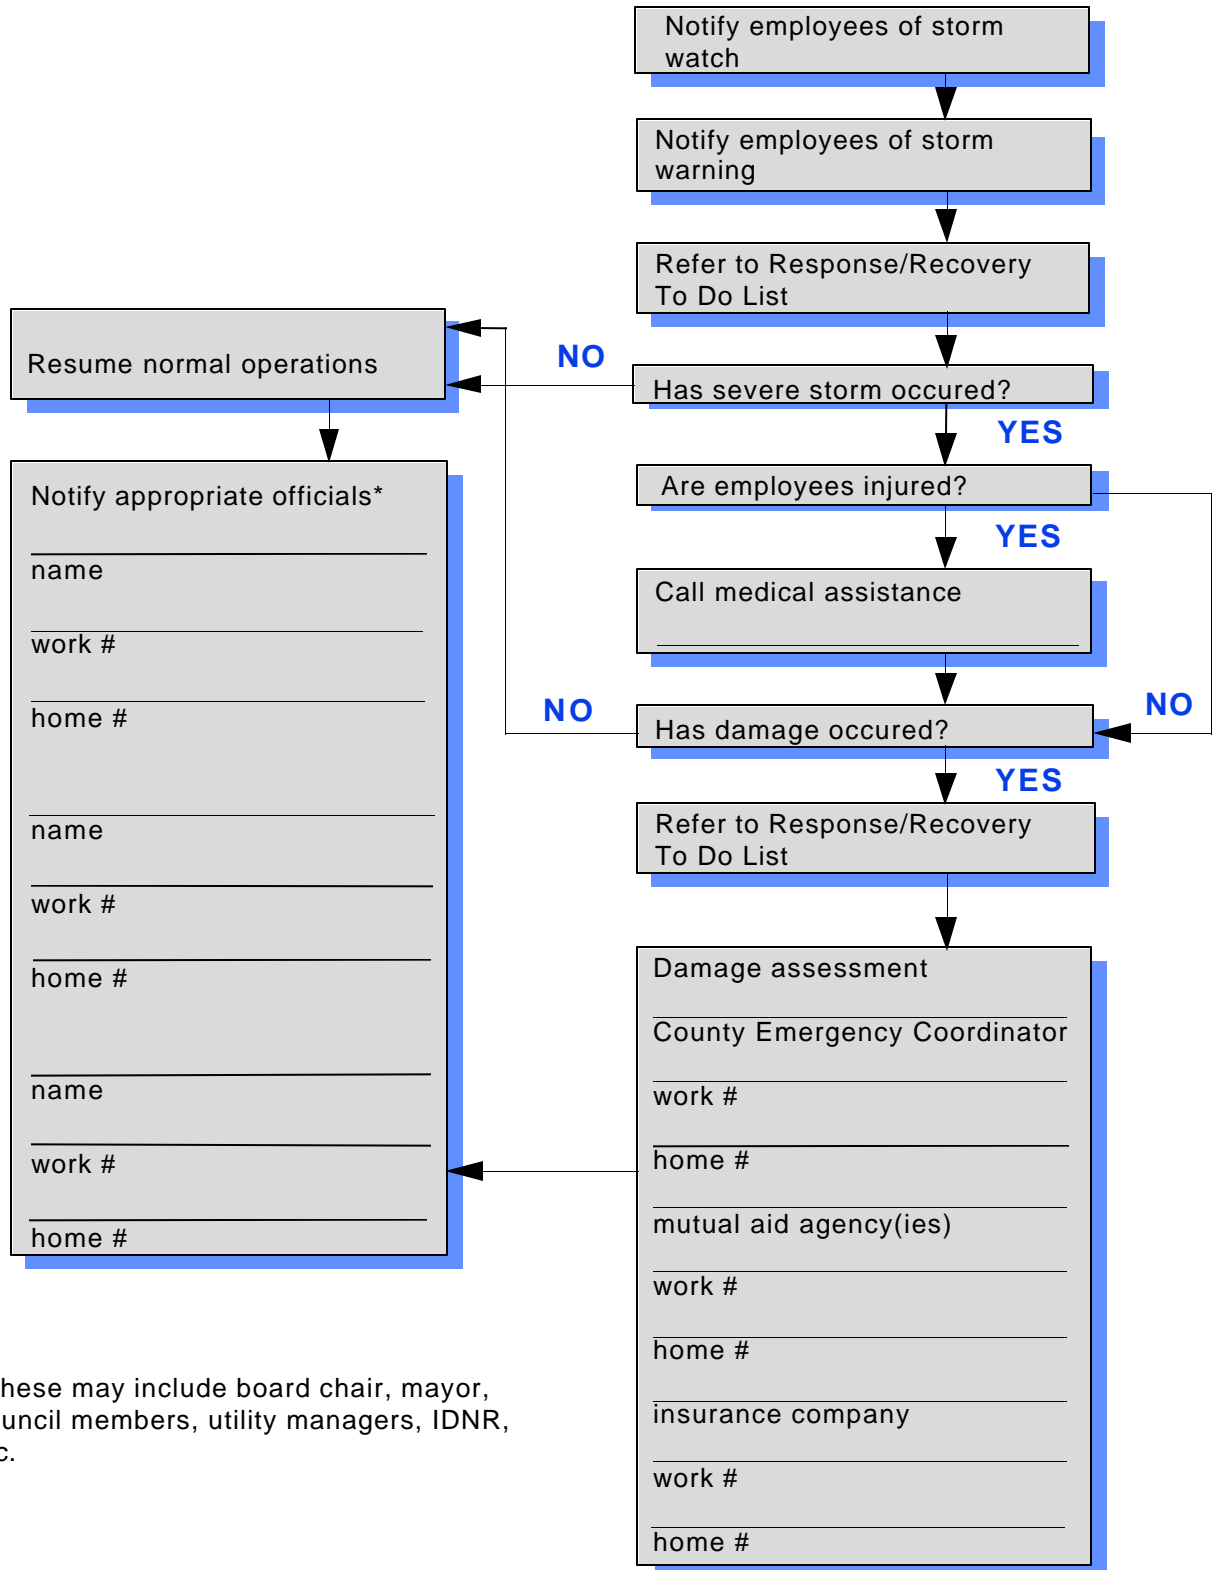 Notify employees of storm
watch
Notify employees of storm
warning
Refer to Response/Recovery
To Do List
Resume normal operations
NO
Has severe storm occured?
YES
Notify appropriate officials*
name
work #
home #
name
work #
home #
name
work #
home #
Are employees injured?
YES
Call medical assistance
NO
Has damage occured?
NO
YES
Refer to Response/Recovery
To Do List
Damage assessment
County Emergency Coordinator
work #
home #
mutual aid agency(ies)
work #
home #
insurance company
work #
home #
hese may include board chair, mayor,
uncil members, utility managers, IDNR,
c.